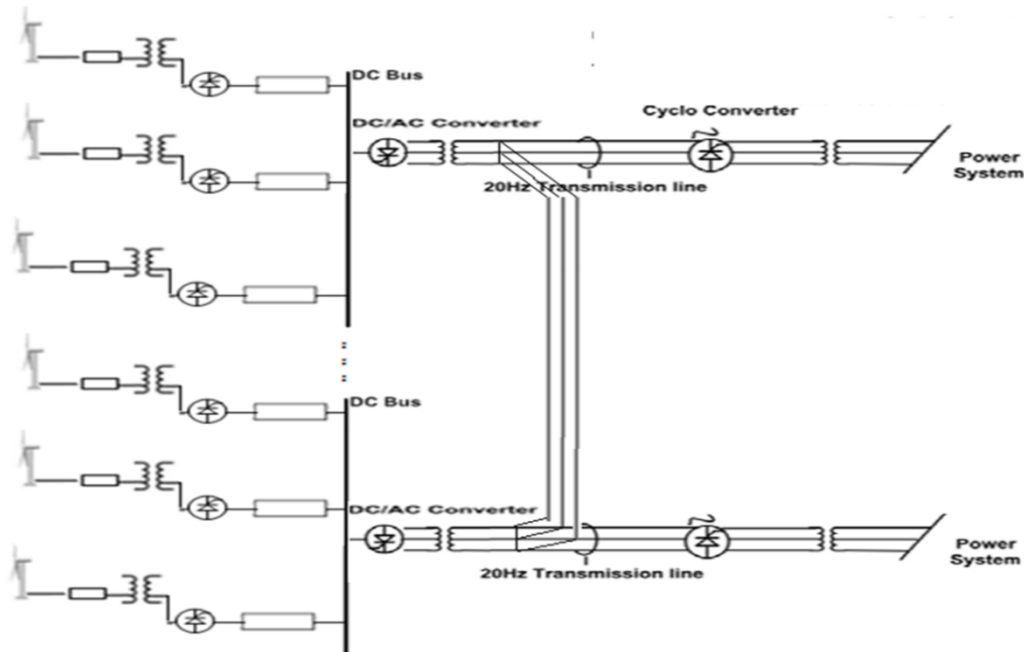 DC Bus
DC/AC Converter
Cyclo Converter
20Hz Transmission line
Power
System
DC Bus
DC/AC Converter
20Hz Transmission line
Power
System